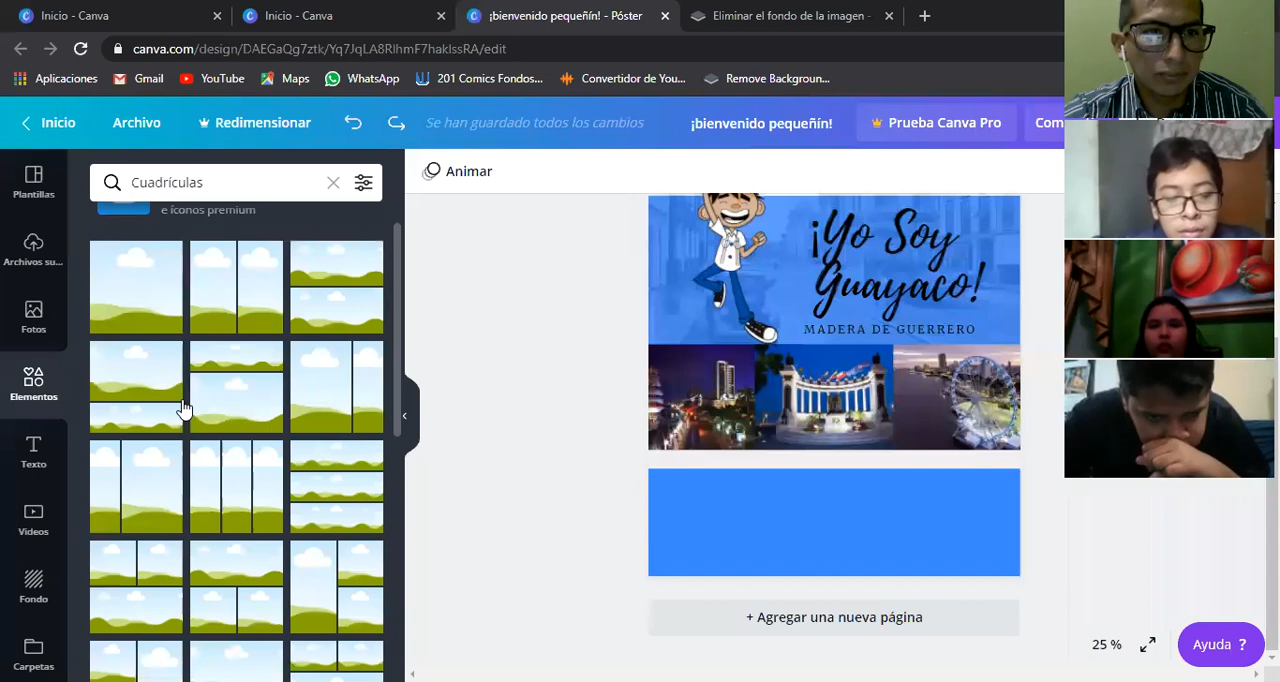 Inicio - Canva
Inicio - Canva
¡bienvenido pequeñín! - Póster
Eliminar el fondo de la imagen -
canva.com/design/DAEGaQg7ztk/Yq7JqLA8RlhmF7haklssRA/edit
Aplicaciones
Gmail
YouTube
Maps
WhatsApp
201 Comics Fondos...
Convertidor de You...
Remove Backgroun...
Inicio
Archivo
Redimensionar
Se han guardado todos los cambios
¡bienvenido pequeñín!
Prueba Canva Pro
Com
Plantillas
Archivos su...
Fotos
Elementos
Texto
Videos
Fondo
Carpetas
Cuadrículas
e íconos premium
Animar
¡Yo Soy
Guayaco!
MADERA DE GUERRERO
+ Agregar una nueva página
25 %
Ayuda ?